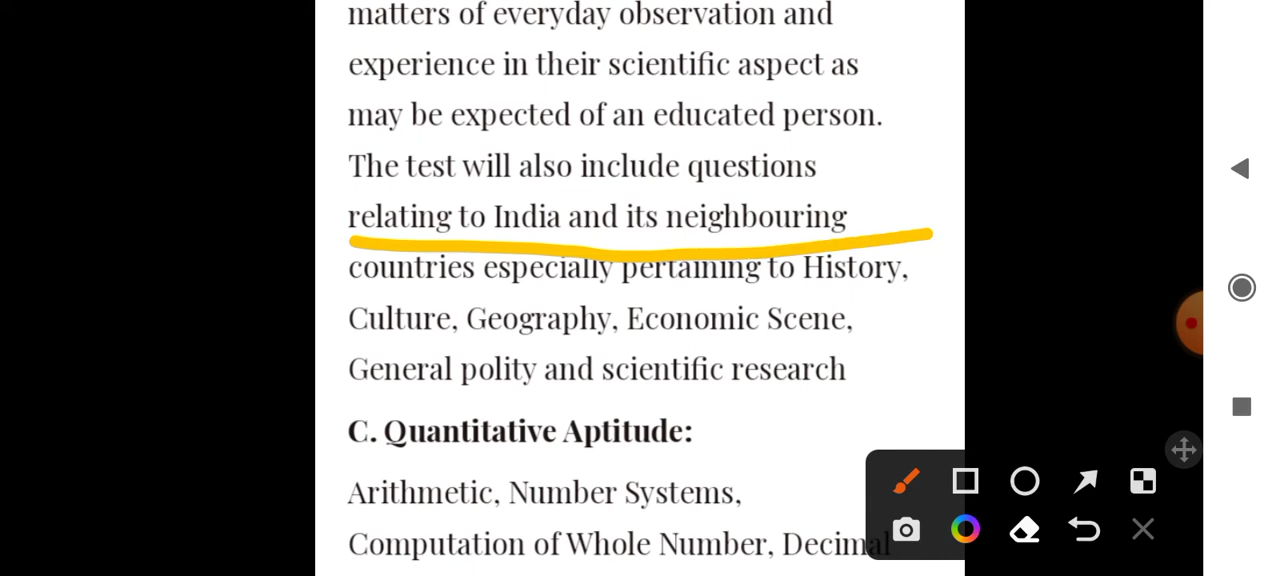 matters of everyday observation and
experience in their scientific aspect as
may be expected of an educated person.
The test will also include questions
relating to India and its neighbouring
countries especially pertaining to History,
Culture, Geography, Economic Scene,
General polity and scientific research
C. Quantitative Aptitude:
Arithmetic, Number Systems,
Computation of Whole Number, Decimal